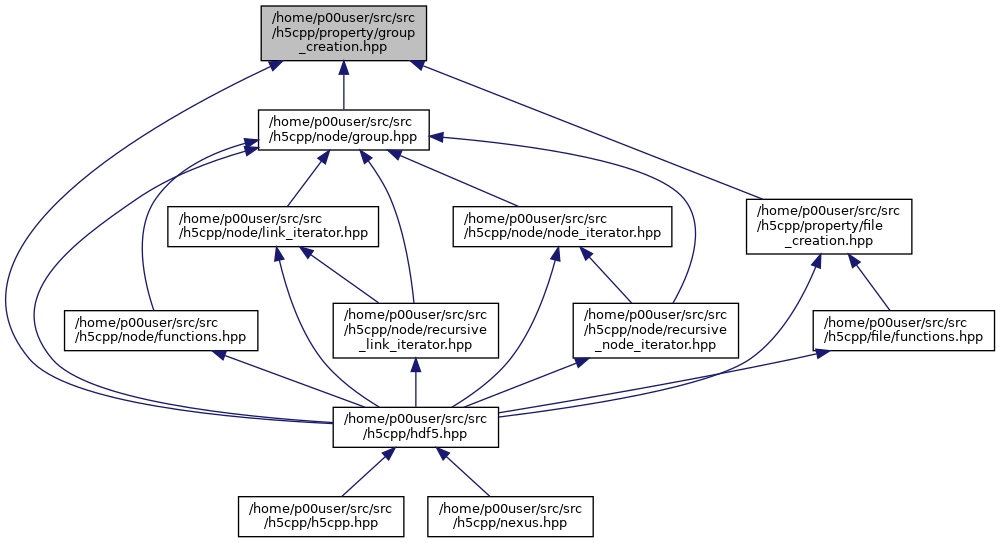 /home/p00user/src/src
/h5cpp/property/group
_creation.hpp
/home/p00user/src/src
/h5cpp/node/group.hpp
/home/p00user/src/src
/h5cpp/node/link_iterator.hpp
/home/p00user/src/src
/h5cpp/node/node_iterator.hpp
/home/p00user/src/src
/h5cpp/property/file
_creation.hpp
/home/p00user/src/src
/h5cpp/node/functions.hpp
/home/p00user/src/src
/h5cpp/node/recursive
_link_iterator.hpp
/home/p00user/src/src
/h5cpp/node/recursive
_node_iterator.hpp
/home/p00user/src/src
/h5cpp/file/functions.hpp
/home/p00user/src/src
/h5cpp/hdf5.hpp
/home/p00user/src/src
/h5cpp/h5cpp.hpp
/home/p00user/src/src
/h5cpp/nexus.hpp